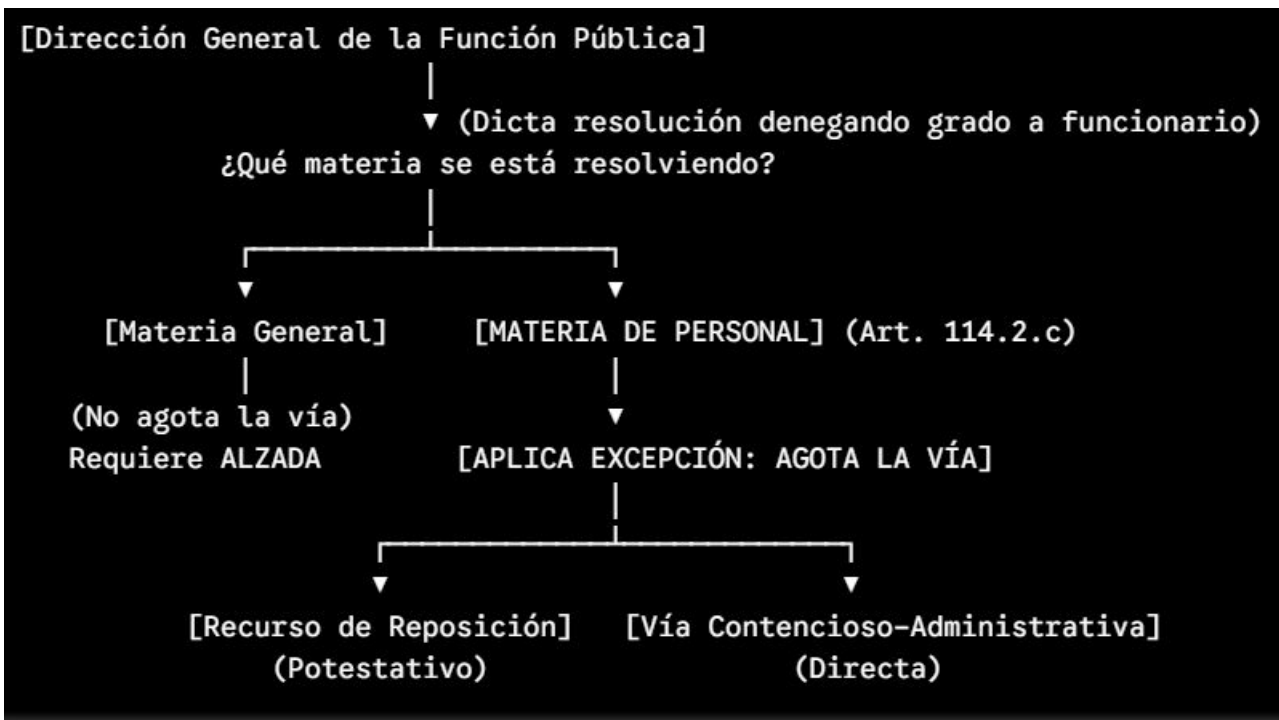 [Dirección General de la Función Pública]
▼ (Dicta resolución denegando grado a funcionario)
¿Qué materia se está resolviendo?
▼ ▼
[Materia General] [MATERIA DE PERSONAL] (Art. 114.2.c)
(No agota la vía) ▼
Requiere ALZADA [APLICA EXCEPCIÓN: AGOTA LA VÍA]
▼ ▼
[Recurso de Reposición] [Vía Contencioso-Administrativa]
(Potestativo) (Directa)